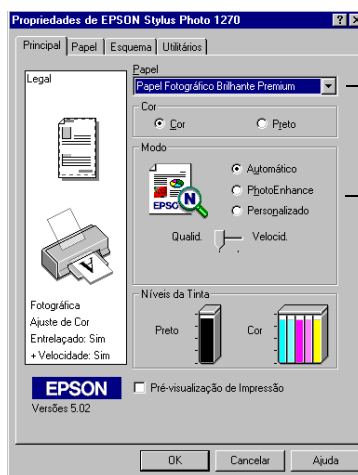 Propriedades de EPSON Stylus Photo 1270
Principal Papel Esquema Utilitários
Legal
Papel
Papel Fotográfico Brilhante Premium
Cor
Cor Preto
Modo
EPSO N
Automático
PhotoEnhance
Personalizado
Qualid. Velocid.
A
Fotográfica
Ajuste de Cor
Entrelaçado: Sim
+ Velocidade: Sim
Níveis da Tinta
Preto Cor
EPSON
Versões 5.02
Pré-visualização de Impressão
OK Cancelar Ajuda